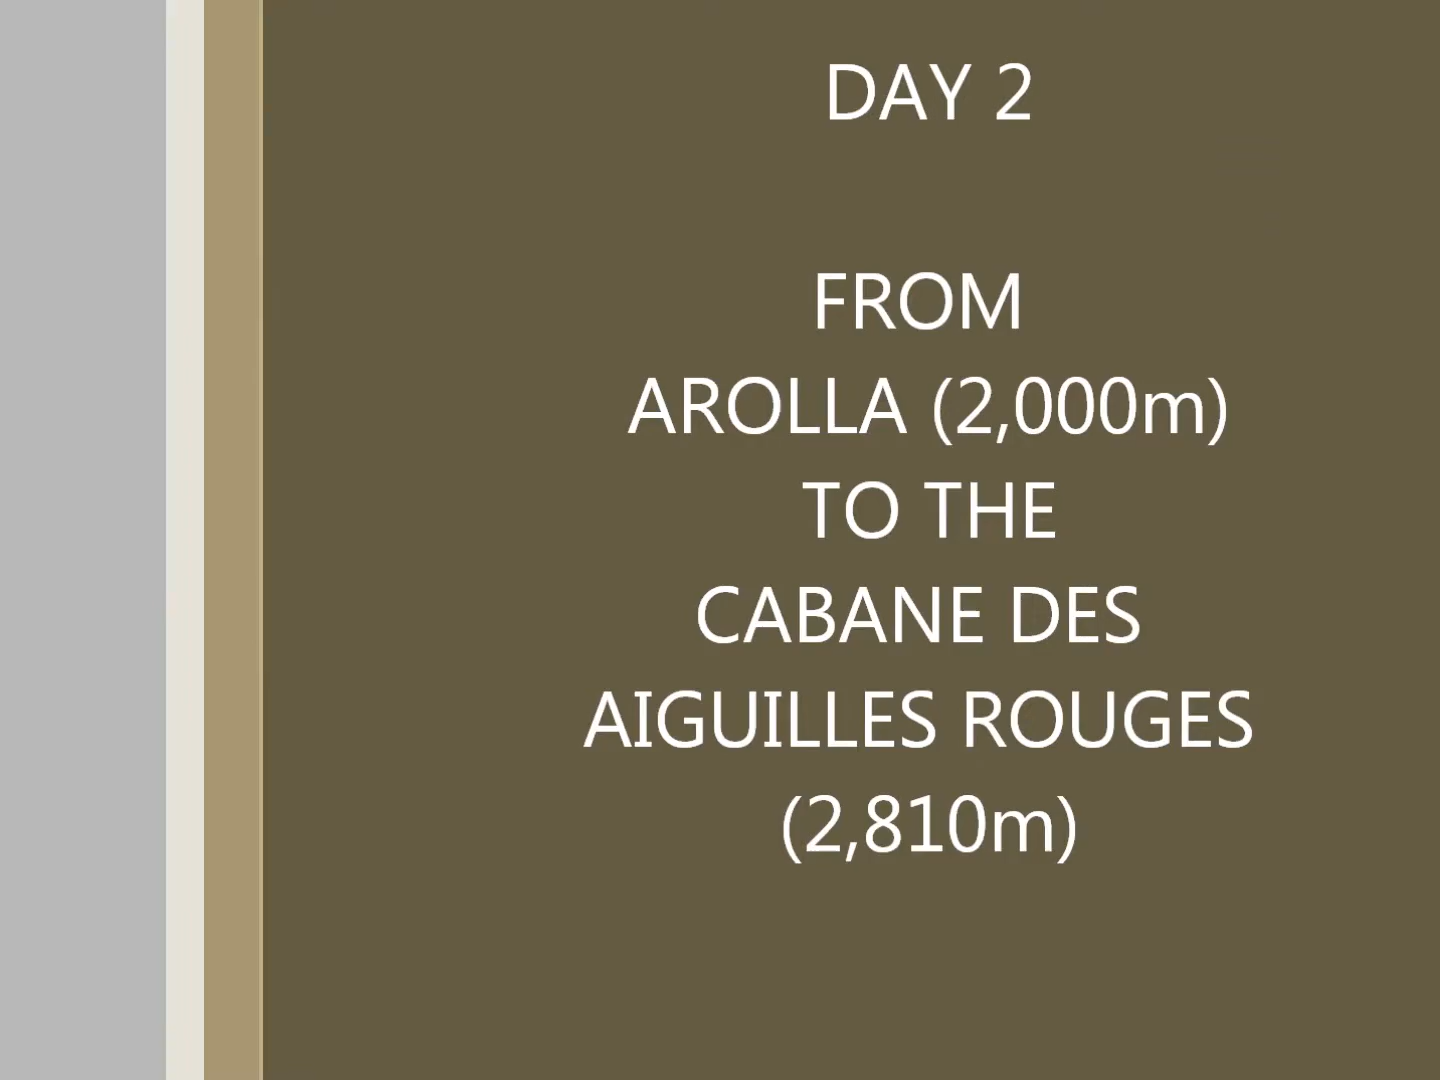 DAY 2
FROM
AROLLA (2,000m)
TO THE
CABANE DES
AIGUILLES ROUGES
(2,810m)